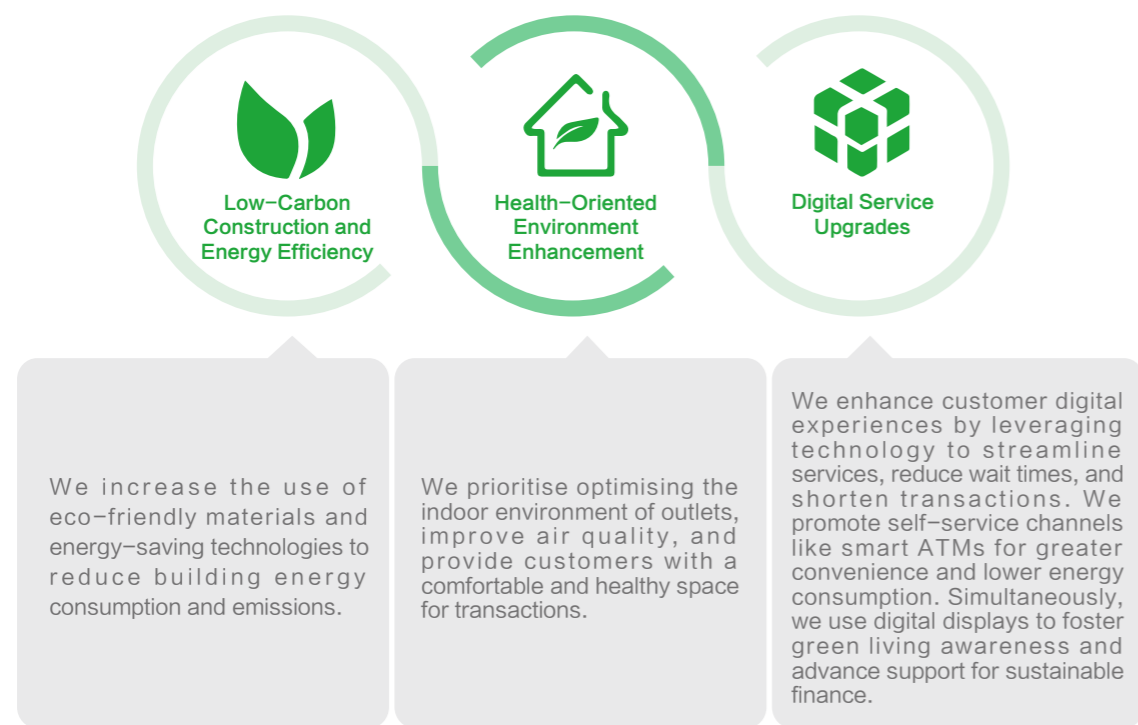 Low-Carbon
Construction and
Energy Efficiency
Health-Oriented
Environment
Enhancement
Digital Service
Upgrades
We increase the use of
eco-friendly materials and
energy-saving technologies to
reduce building energy
consumption and emissions.
We prioritise optimising the
indoor environment of outlets,
improve air quality, and
provide customers with a
comfortable and healthy space
for transactions.
We enhance customer digital
experiences by leveraging
technology to streamline
services, reduce wait times, and
shorten transactions. We
promote self-service channels
like smart ATMs for greater
convenience and lower energy
consumption. Simultaneously,
we use digital displays to foster
green living awareness and
advance support for sustainable
finance.